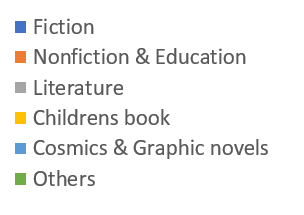 Fiction
Nonfiction & Education
Literature
Childrens book
Cosmics & Graphic novels
Others